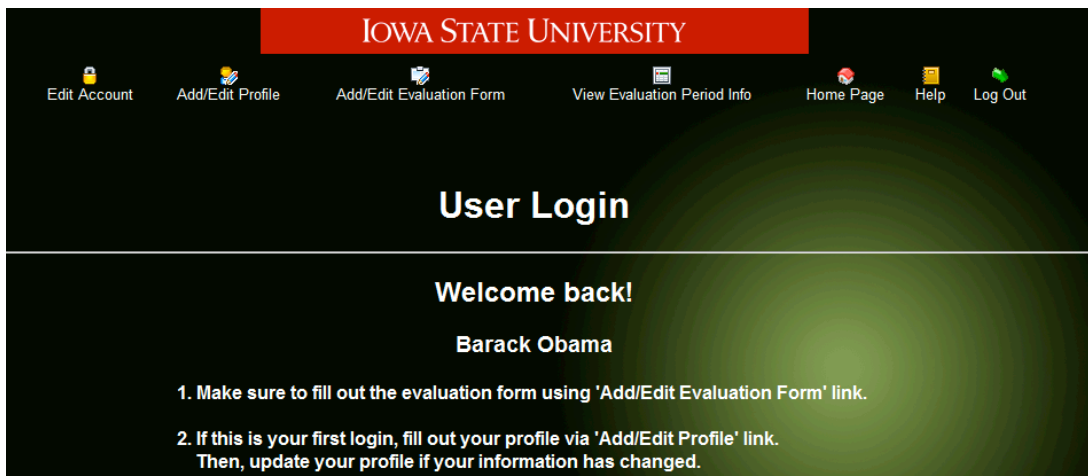 IOWA STATE UNIVERSITY
Edit Account Add/Edit Profile Add/Edit Evaluation Form View Evaluation Period Info Home Page Help Log Out
User Login
Welcome back!
Barack Obama
1. Make sure to fill out the evaluation form using 'Add/Edit Evaluation Form' link.
2. If this is your first login, fill out your profile via 'Add/Edit Profile' link.
Then, update your profile if your information has changed.